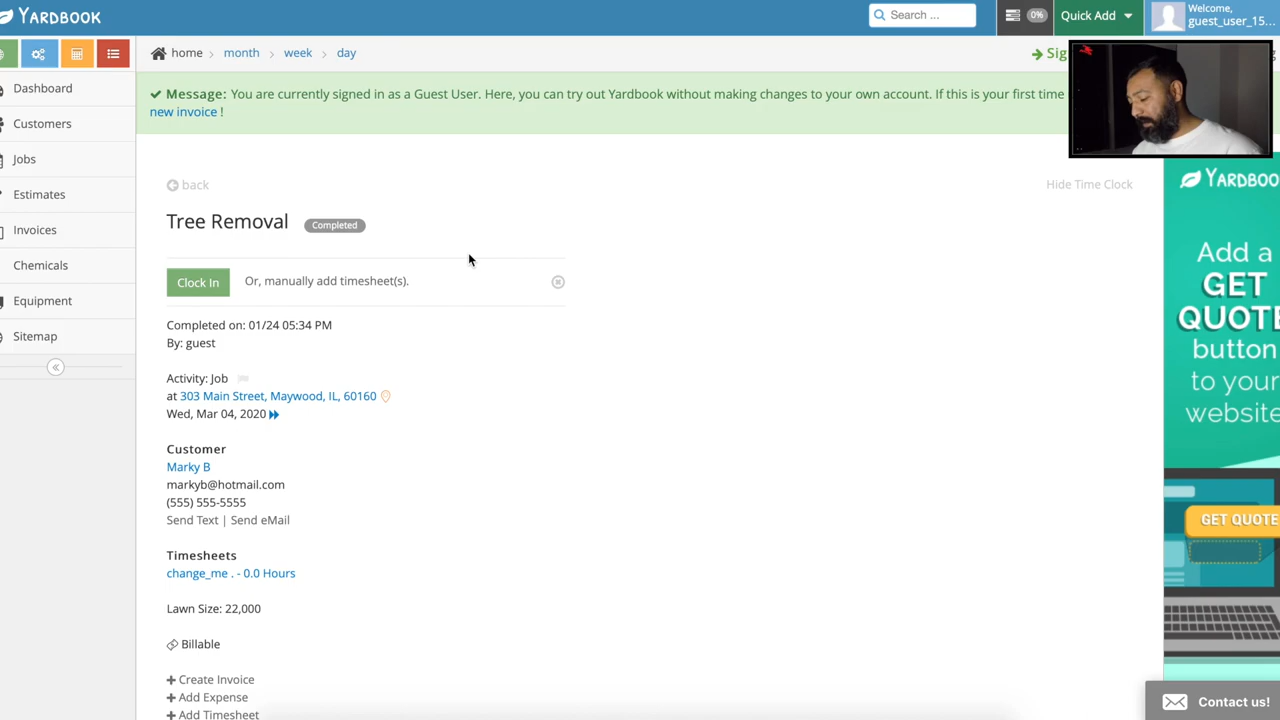 YARDBOOK
Search ...
0%
Quick Add
Welcome,
guest_user_15...
home
month
week
day
Message: You are currently signed in as a Guest User. Here, you can try out Yardbook without making changes to your own account. If this is your first time
new invoice !
Dashboard
Customers
Jobs
Estimates
Invoices
Chemicals
Equipment
Sitemap
back
Hide Time Clock
Tree Removal
Completed
Clock In
Or, manually add timesheet(s).
Completed on: 01/24 05:34 PM
By: guest
Activity: Job
at 303 Main Street, Maywood, IL, 60160
Wed, Mar 04, 2020
Customer
Marky B
markyb@hotmail.com
(555) 555-5555
Send Text | Send eMail
Timesheets
change_me . - 0.0 Hours
Lawn Size: 22,000
Billable
Create Invoice
Add Expense
Add Timesheet
YARDBOO
Add a
GET
QUOTE
button
to your
website
GET QUOTE
Contact us!